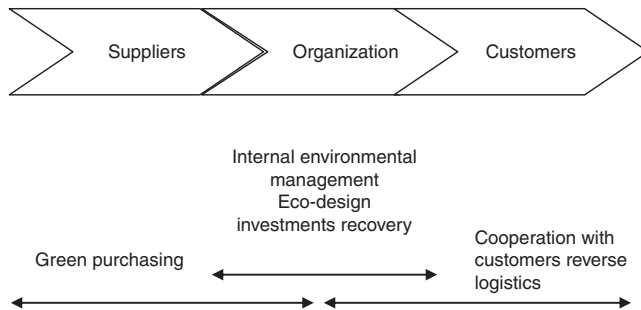 Suppliers
Organization
Customers
Internal environmental
management
Eco-design
investments recovery
Green purchasing
Cooperation with
customers reverse
logistics